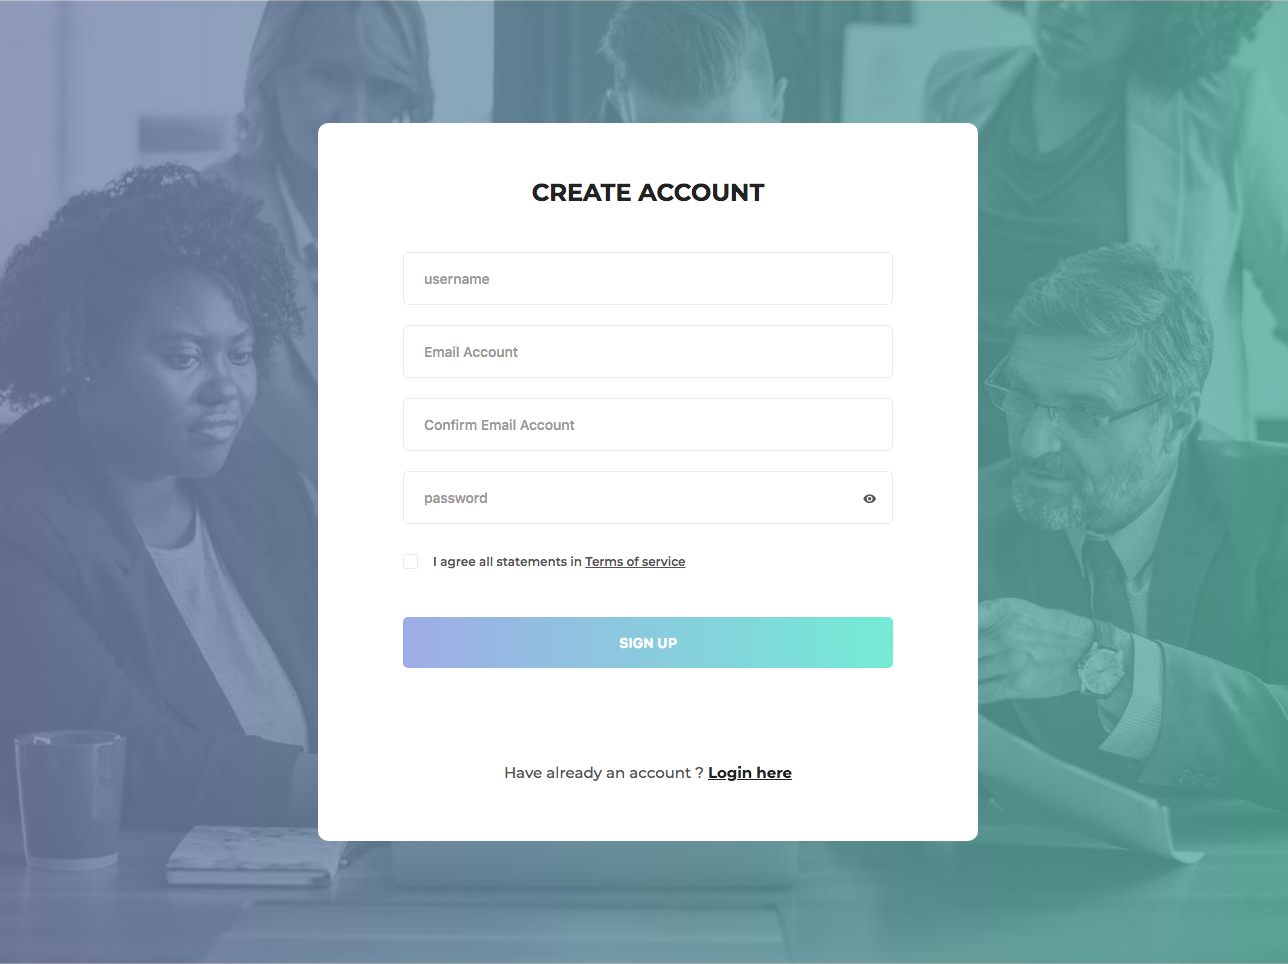 CREATE ACCOUNT
username
Email Account
Confirm Email Account
password
I agree all statements in Terms of service
SIGN UP
Have already an account ? Login here